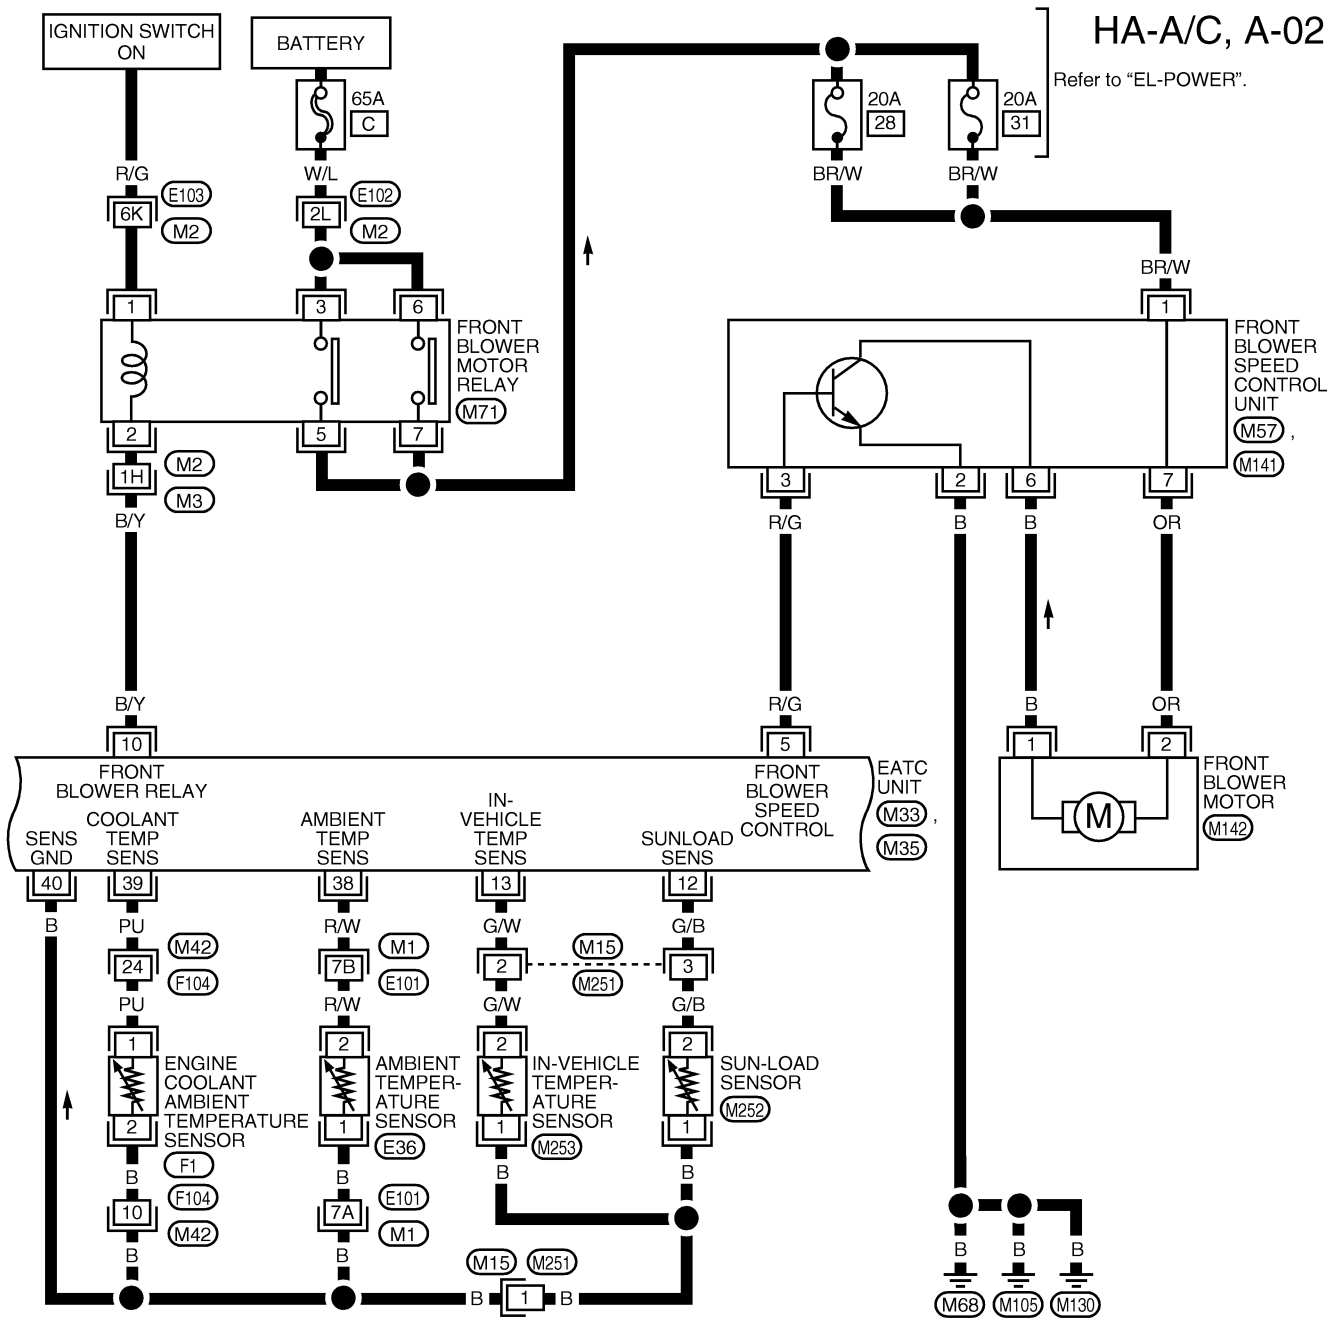 HA-A/C, A-02
Refer to “EL-POWER”.
IGNITION SWITCH
ON
BATTERY
65A
C
20A
28
20A
31
R/G
W/L
BR/W
BR/W
E103
6K
M2
E102
2L
M2
BR/W
1
3
6
1
FRONT
BLOWER
MOTOR
RELAY
M71
FRONT
BLOWER
SPEED
CONTROL
UNIT
M57 ,
M141
2
5
7
1H
M2
M3
B/Y
3
2
6
7
R/G
B
B
OR
B/Y
R/G
B
OR
10
5
1
2
FRONT
BLOWER RELAY
FRONT
BLOWER
SPEED
CONTROL
EATC
UNIT
M33 ,
M35
FRONT
BLOWER
MOTOR
M142
M
SENS
GND
COOLANT
TEMP
SENS
AMBIENT
TEMP
SENS
IN-
VEHICLE
TEMP
SENS
SUNLOAD
SENS
40
39
38
13
12
B
PU
R/W
G/W
G/B
24
M42
F104
7B
M1
E101
2
M15
M251
3
PU
R/W
G/W
G/B
1
2
2
2
ENGINE
COOLANT
AMBIENT
TEMPERATURE
SENSOR
F1
AMBIENT
TEMPER-
ATURE
SENSOR
E36
IN-VEHICLE
TEMPER-
ATURE
SENSOR
M253
SUN-LOAD
SENSOR
M252
2
1
1
1
B
B
B
B
10
F104
M42
7A
E101
M1
B
B
M15
M251
B
1
B
B
B
B
M68
M105
M130